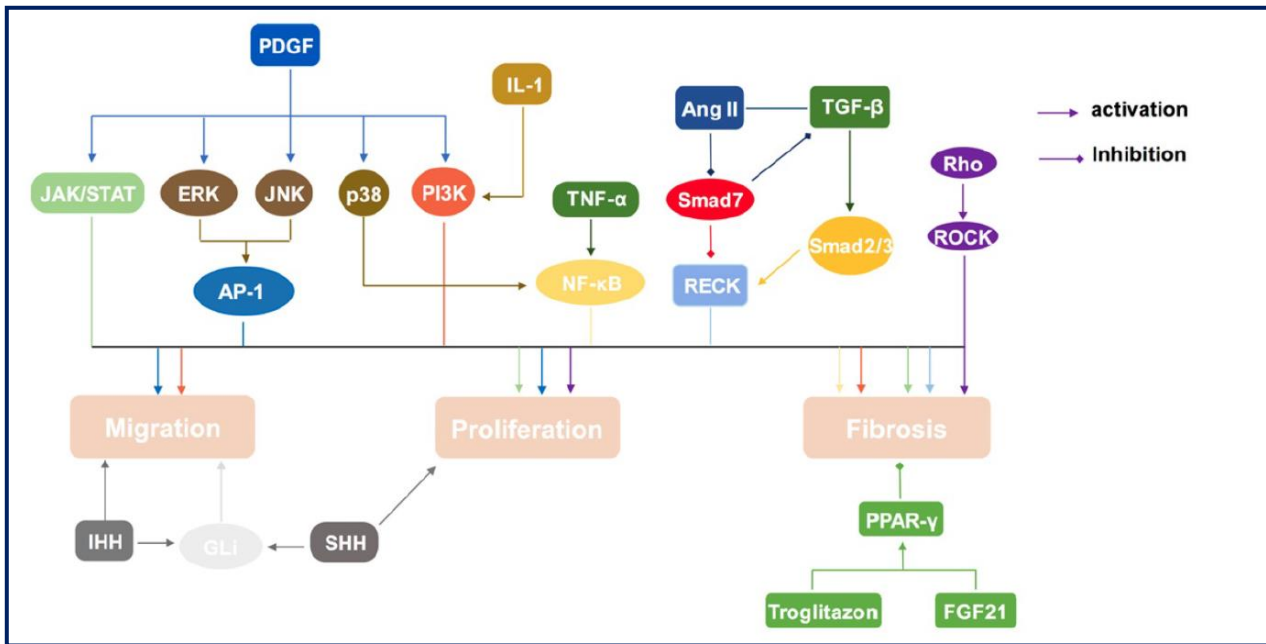 PDGF
IL-1
Ang II
TGF-β
activation
Inhibition
Rho
JAK/STAT
ERK
JNK
p38
PI3K
TNF-α
Smad7
ROCK
Smad2/3
AP-1
NF-κB
RECK
Migration
Proliferation
Fibrosis
PPAR-γ
IHH
GLi
SHH
Troglitazon
FGF21